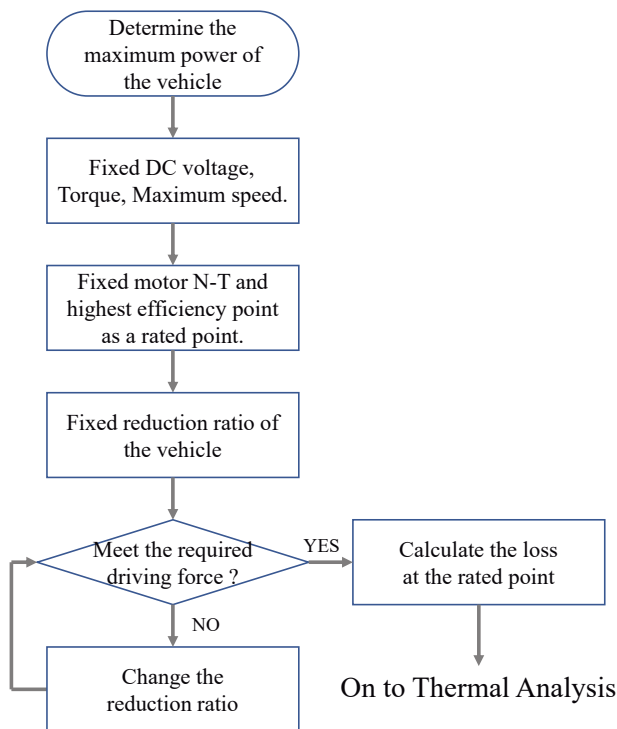 Determine the
maximum power of
the vehicle
Fixed DC voltage,
Torque, Maximum speed.
Fixed motor N-T and
highest efficiency point
as a rated point.
Fixed reduction ratio of
the vehicle
Meet the required
driving force ?
YES
Calculate the loss
at the rated point
NO
Change the
reduction ratio
On to Thermal Analysis